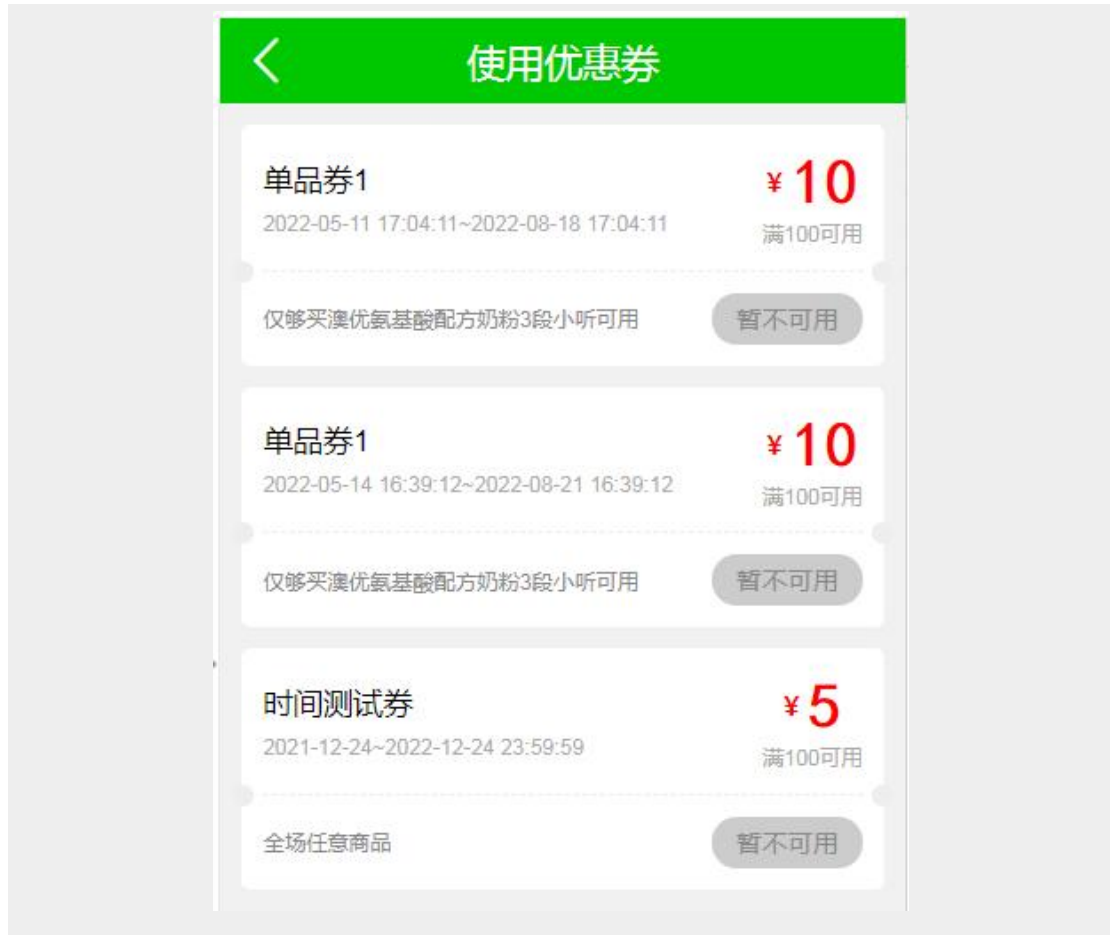 使用优惠券
单品券1
¥ 10
2022-05-11 17:04:11~2022-08-18 17:04:11
满100可用
仅够买澳优氨基酸配方奶粉3段小听可用
暂不可用
单品券1
¥ 10
2022-05-14 16:39:12~2022-08-21 16:39:12
满100可用
仅够买澳优氨基酸配方奶粉3段小听可用
暂不可用
时间测试券
¥ 5
2021-12-24~2022-12-24 23:59:59
满100可用
全场任意商品
暂不可用